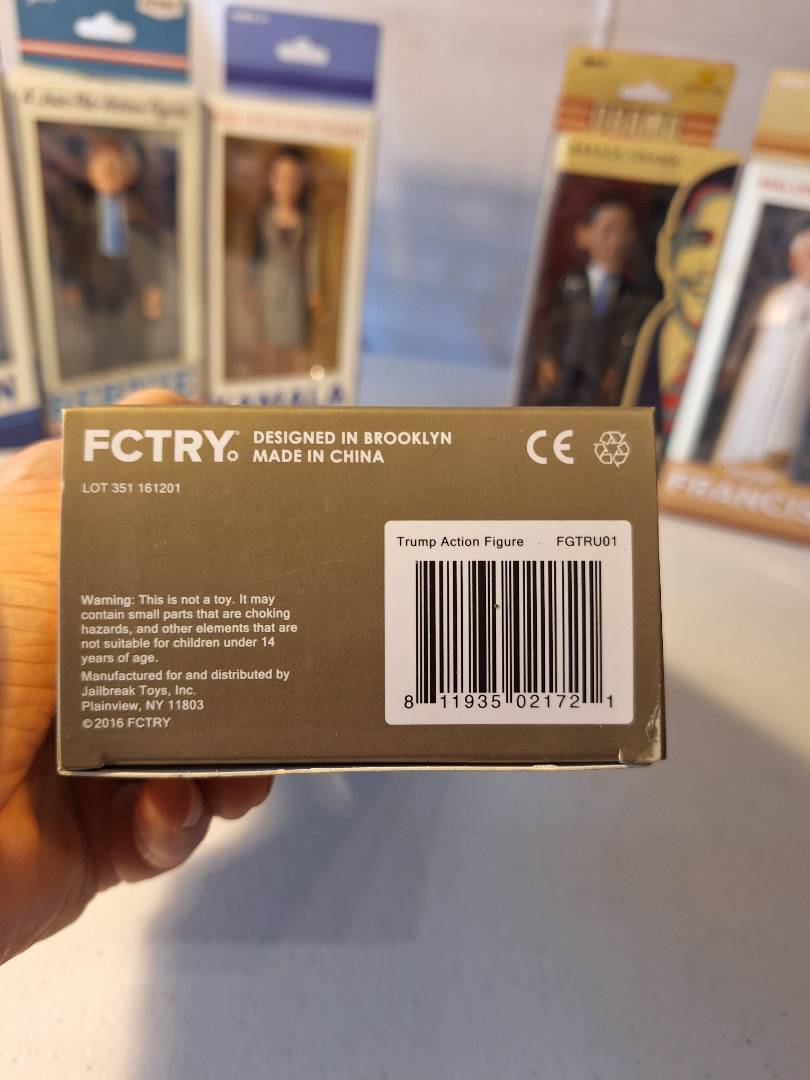 BERNIE
KAMALA
FRANCIS
FCTRY DESIGNED IN BROOKLYN
MADE IN CHINA
CE
LOT 351 161201
Trump Action Figure FGTRU01
8 11935 02172 1
Warning: This is not a toy. It may
contain small parts that are choking
hazards, and other elements that are
not suitable for children under 14
years of age.
Manufactured for and distributed by
Jailbreak Toys, Inc.
Plainview, NY 11803
©2016 FCTRY